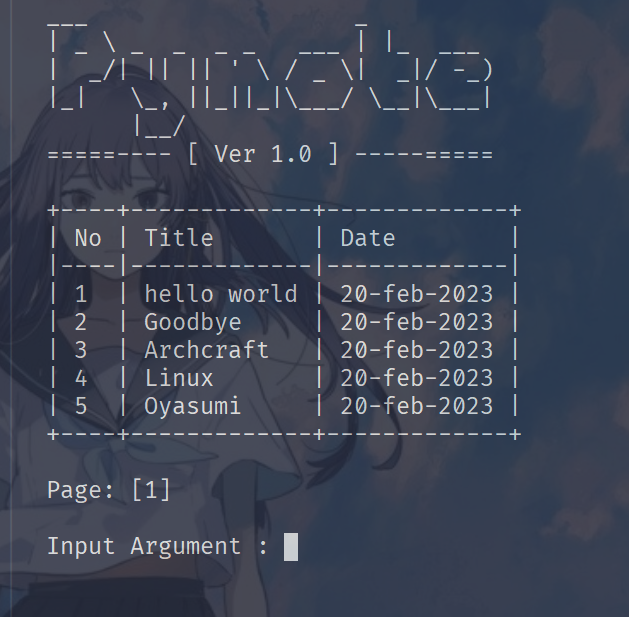 Pynote
=====---- [ Ver 1.0 ] -----=====
+----+-------------+-------------+
| No | Title       | Date        |
|----|-------------|-------------|
| 1  | hello world | 20-feb-2023 |
| 2  | Goodbye     | 20-feb-2023 |
| 3  | Archcraft   | 20-feb-2023 |
| 4  | Linux       | 20-feb-2023 |
| 5  | Oyasumi     | 20-feb-2023 |
+----+-------------+-------------+
Page: [1]
Input Argument :